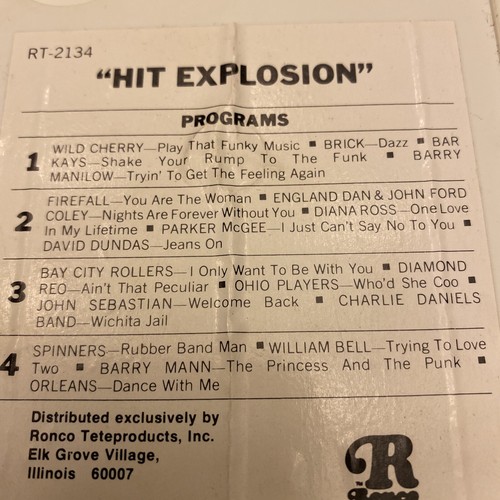 RT-2134
"HIT EXPLOSION"
PROGRAMS
1 WILD CHERRY—Play That Funky Music ■ BRICK—Dazz ■ BAR
KAYS—Shake Your Rump To The Funk ■ BARRY
MANILOW—Tryin' To Get The Feeling Again
2 FIREFALL—You Are The Woman ■ ENGLAND DAN & JOHN FORD
COLEY—Nights Are Forever Without You ■ DIANA ROSS—One Love
In My Lifetime ■ PARKER McGEE—I Just Can't Say No To You ■
DAVID DUNDAS—Jeans On
3 BAY CITY ROLLERS—I Only Want To Be With You ■ DIAMOND
REO—Ain't That Peculiar ■ OHIO PLAYERS—Who'd She Coo ■
JOHN SEBASTIAN—Welcome Back ■ CHARLIE DANIELS
BAND—Wichita Jail
4 SPINNERS—Rubber Band Man ■ WILLIAM BELL—Trying To Love
Two ■ BARRY MANN—The Princess And The Punk ■
ORLEANS—Dance With Me
Distributed exclusively by
Ronco Teteproducts, Inc.
Elk Grove Village,
Illinois 60007
R
Ronco